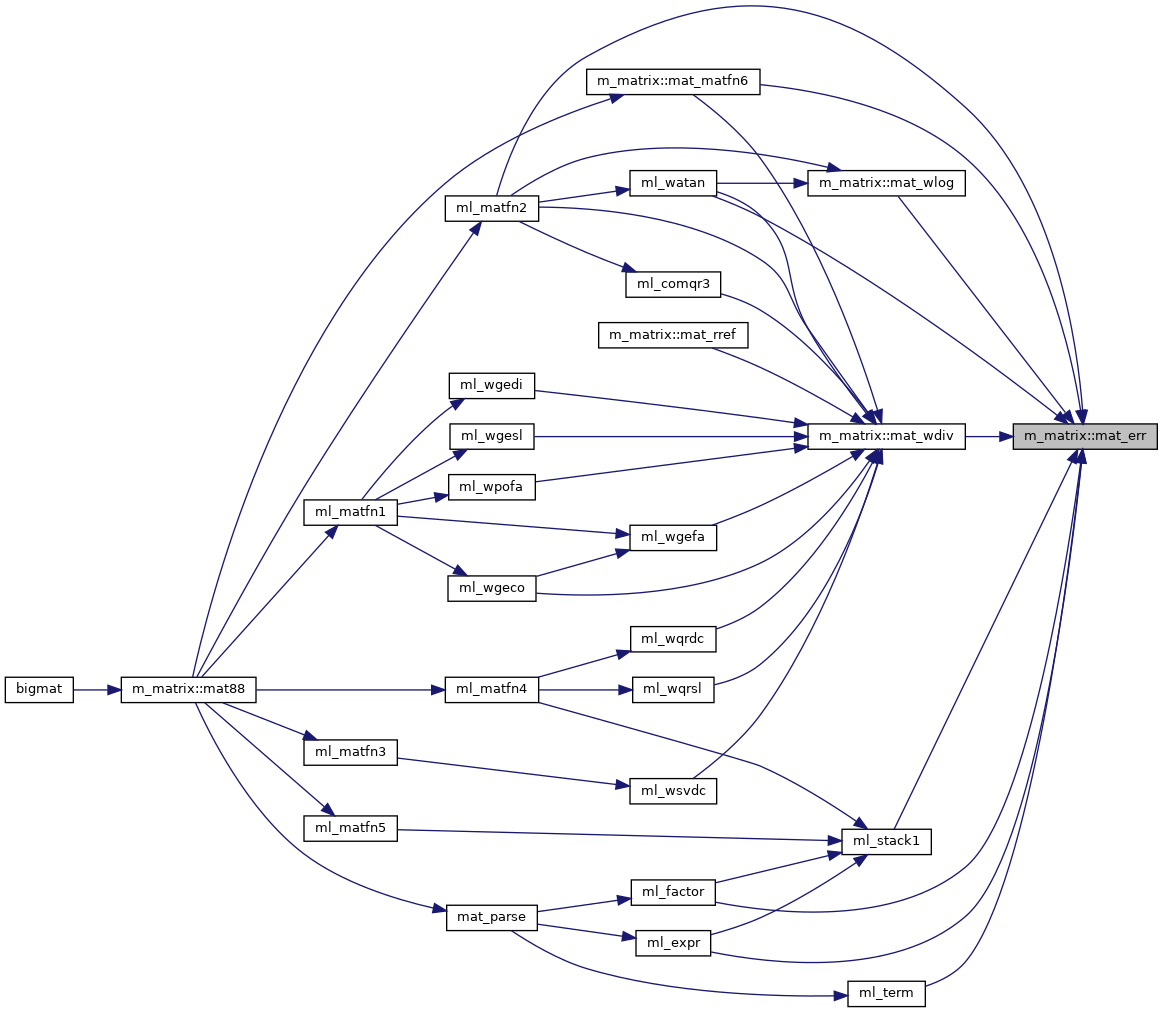 m_matrix::mat_matfn6
ml_watan
m_matrix::mat_wlog
ml_matfn2
ml_comqr3
m_matrix::mat_rref
ml_wgedi
ml_wgesl
m_matrix::mat_wdiv
m_matrix::mat_err
ml_wpofa
ml_matfn1
ml_wgefa
ml_wgeco
ml_wqrdc
bigmat
m_matrix::mat88
ml_matfn4
ml_wqrsl
ml_matfn3
ml_wsvdc
ml_matfn5
ml_stack1
ml_factor
mat_parse
ml_expr
ml_term